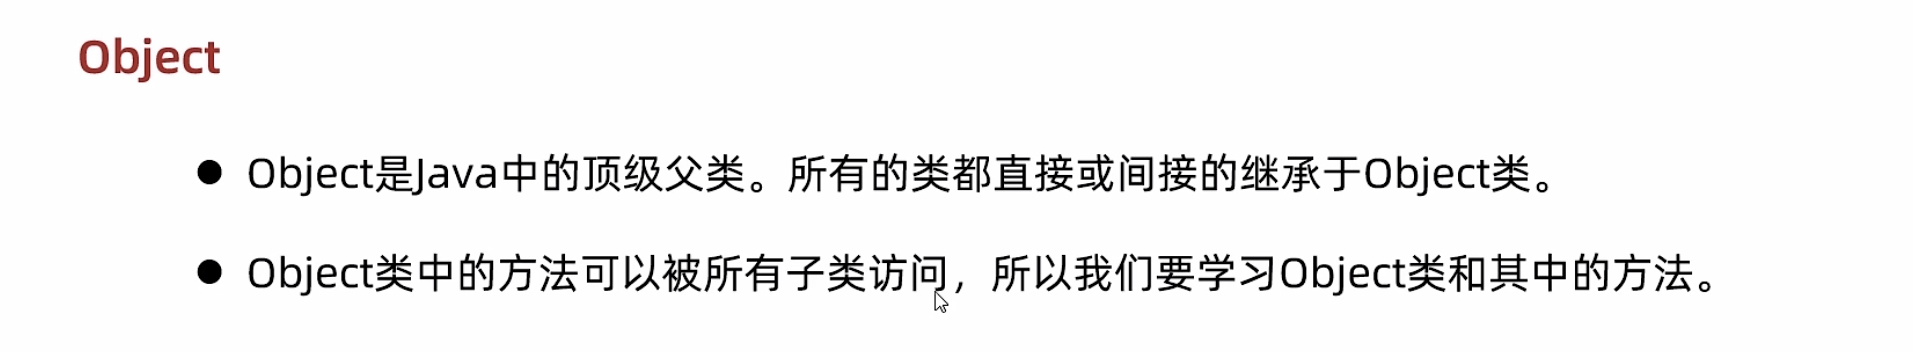 Object
● Object是Java中的顶级父类。所有的类都直接或间接的继承于Object类。
● Object类中的方法可以被所有子类访问，所以我们要学习Object类和其中的方法。